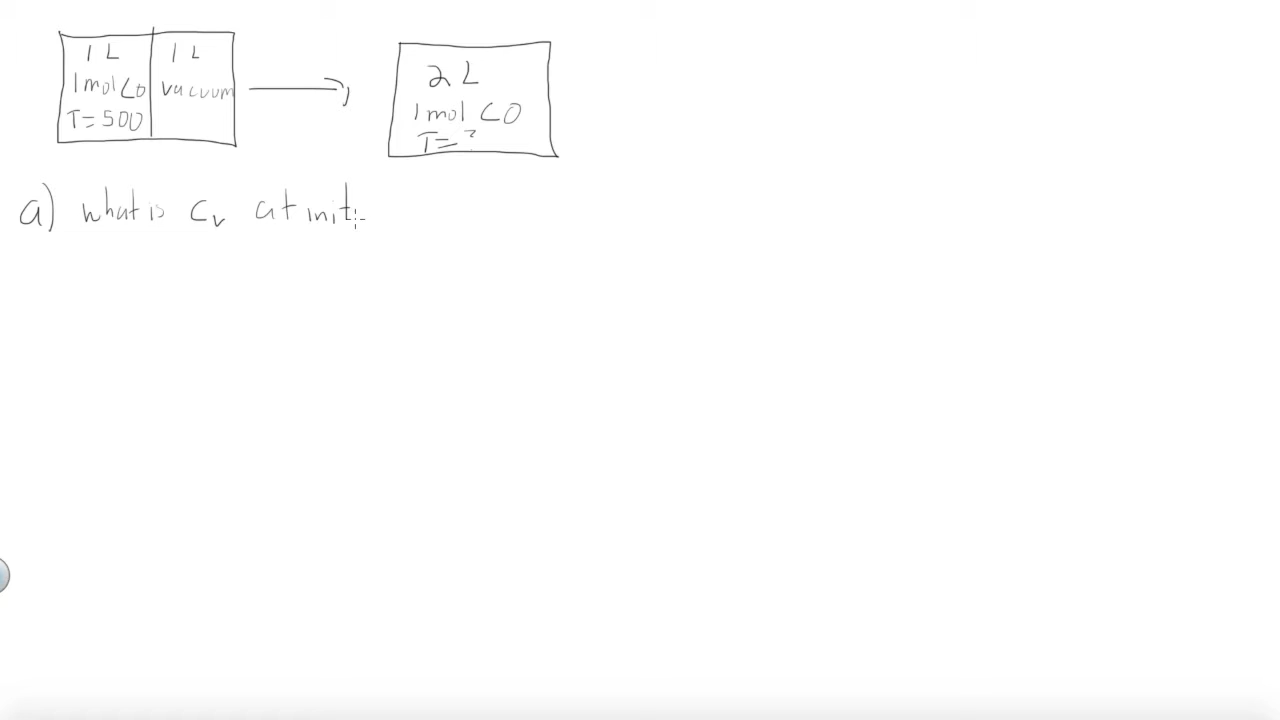 1 L
1 mol CO
T=500
1 L
vacuum
2 L
1 mol CO
T=?
a) what is Cv at init